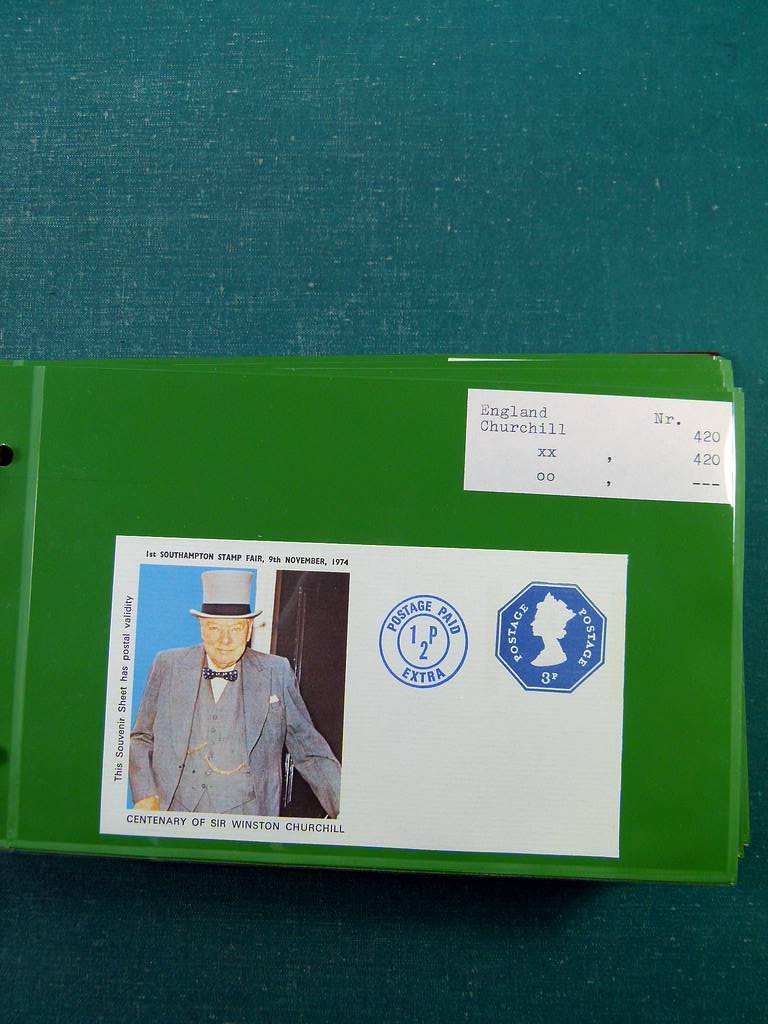 England Nr.
Churchill 420
xx , 420
oo , ---
1st SOUTHAMPTON STAMP FAIR, 9th NOVEMBER, 1974
This Souvenir Sheet has postal validity
CENTENARY OF SIR WINSTON CHURCHILL
POSTAGE PAID
1 P
2
EXTRA
POSTAGE POSTAGE
3P